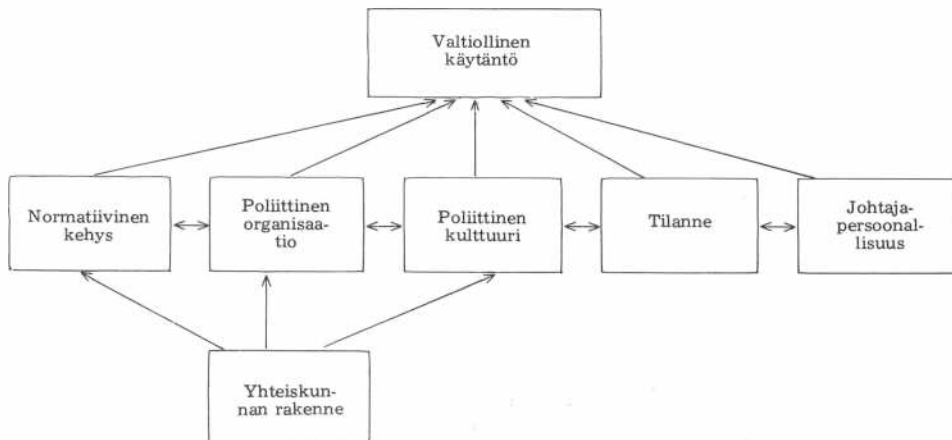 Valtiollinen
käytäntö
Normatiivinen
kehys
Poliittinen
organisaa-
tio
Poliittinen
kulttuuri
Tilanne
Johtaja-
persoonal-
lisuus
Yhteiskun-
nan rakenne